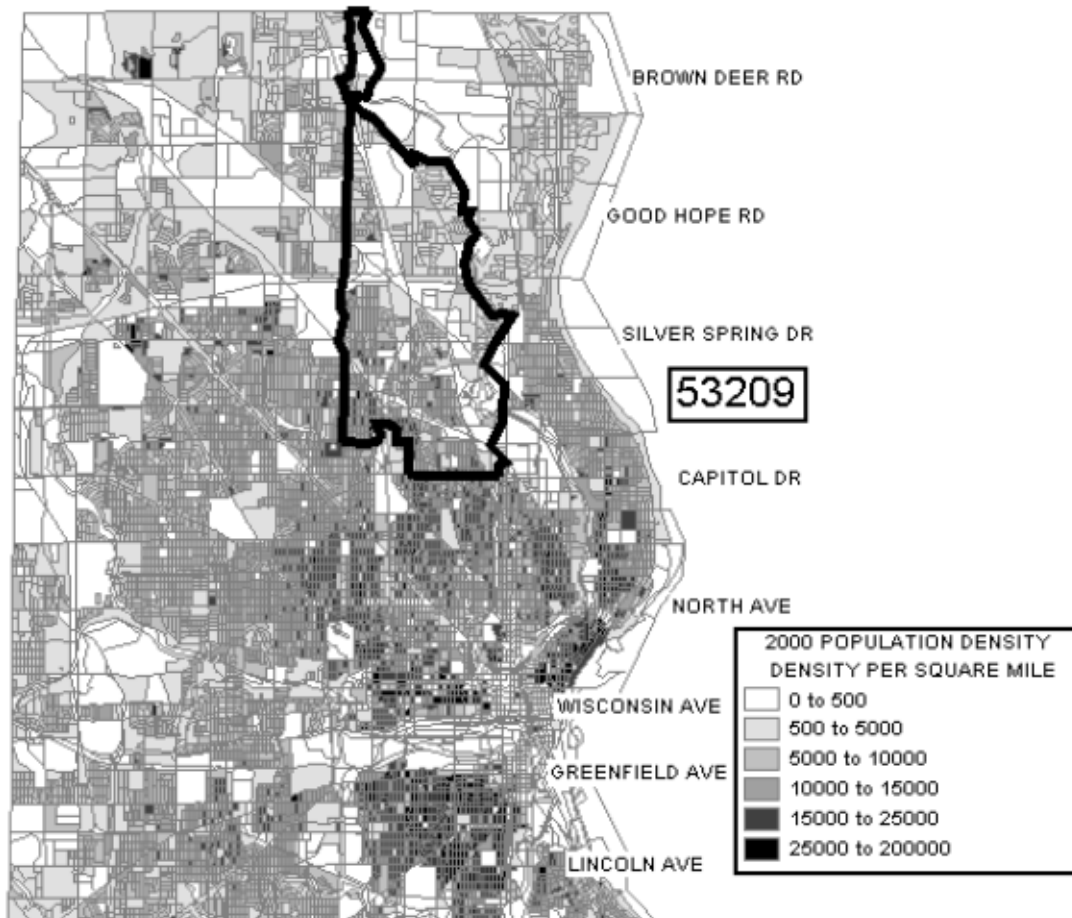 BROWN DEER RD
GOOD HOPE RD
SILVER SPRING DR
53209
CAPITOL DR
NORTH AVE
2000 POPULATION DENSITY
DENSITY PER SQUARE MILE
0 to 500
500 to 5000
5000 to 10000
10000 to 15000
15000 to 25000
25000 to 200000
WISCONSIN AVE
GREENFIELD AVE
LINCOLN AVE